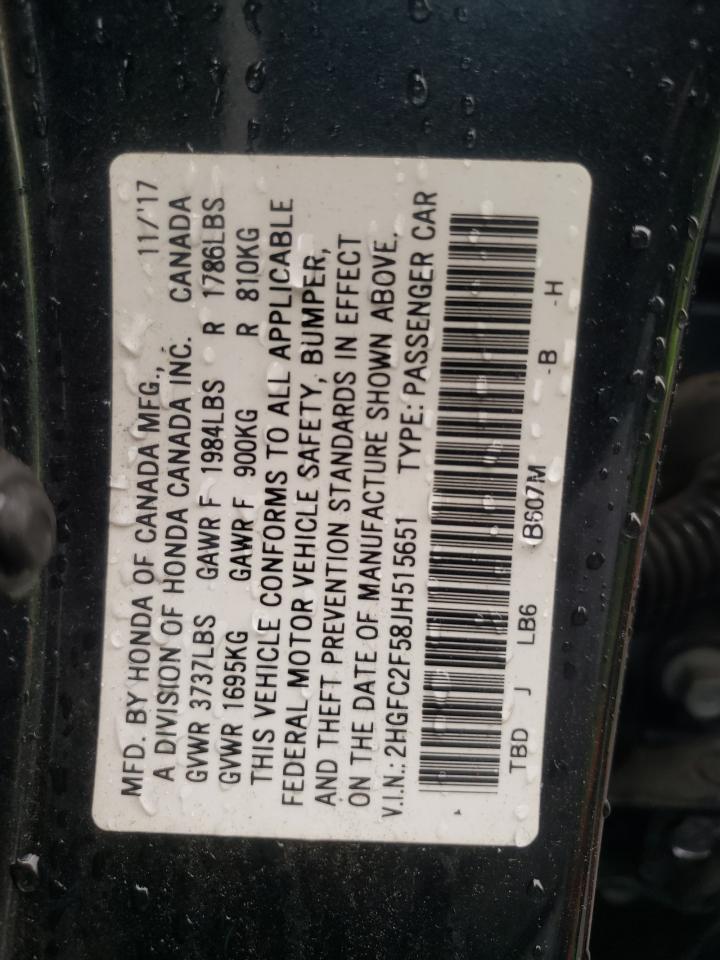 MFD. BY HONDA OF CANADA MFG., 11/'17
A DIVISION OF HONDA CANADA INC. CANADA
GVWR 3737LBS GAWR F 1984LBS R 1786LBS
GVWR 1695KG GAWR F 900KG R 810KG
THIS VEHICLE CONFORMS TO ALL APPLICABLE
FEDERAL MOTOR VEHICLE SAFETY, BUMPER,
AND THEFT PREVENTION STANDARDS IN EFFECT
ON THE DATE OF MANUFACTURE SHOWN ABOVE.
V.I.N.: 2HGFC2F58JH515651 TYPE: PASSENGER CAR
TBD J LB6 B607M -B -H